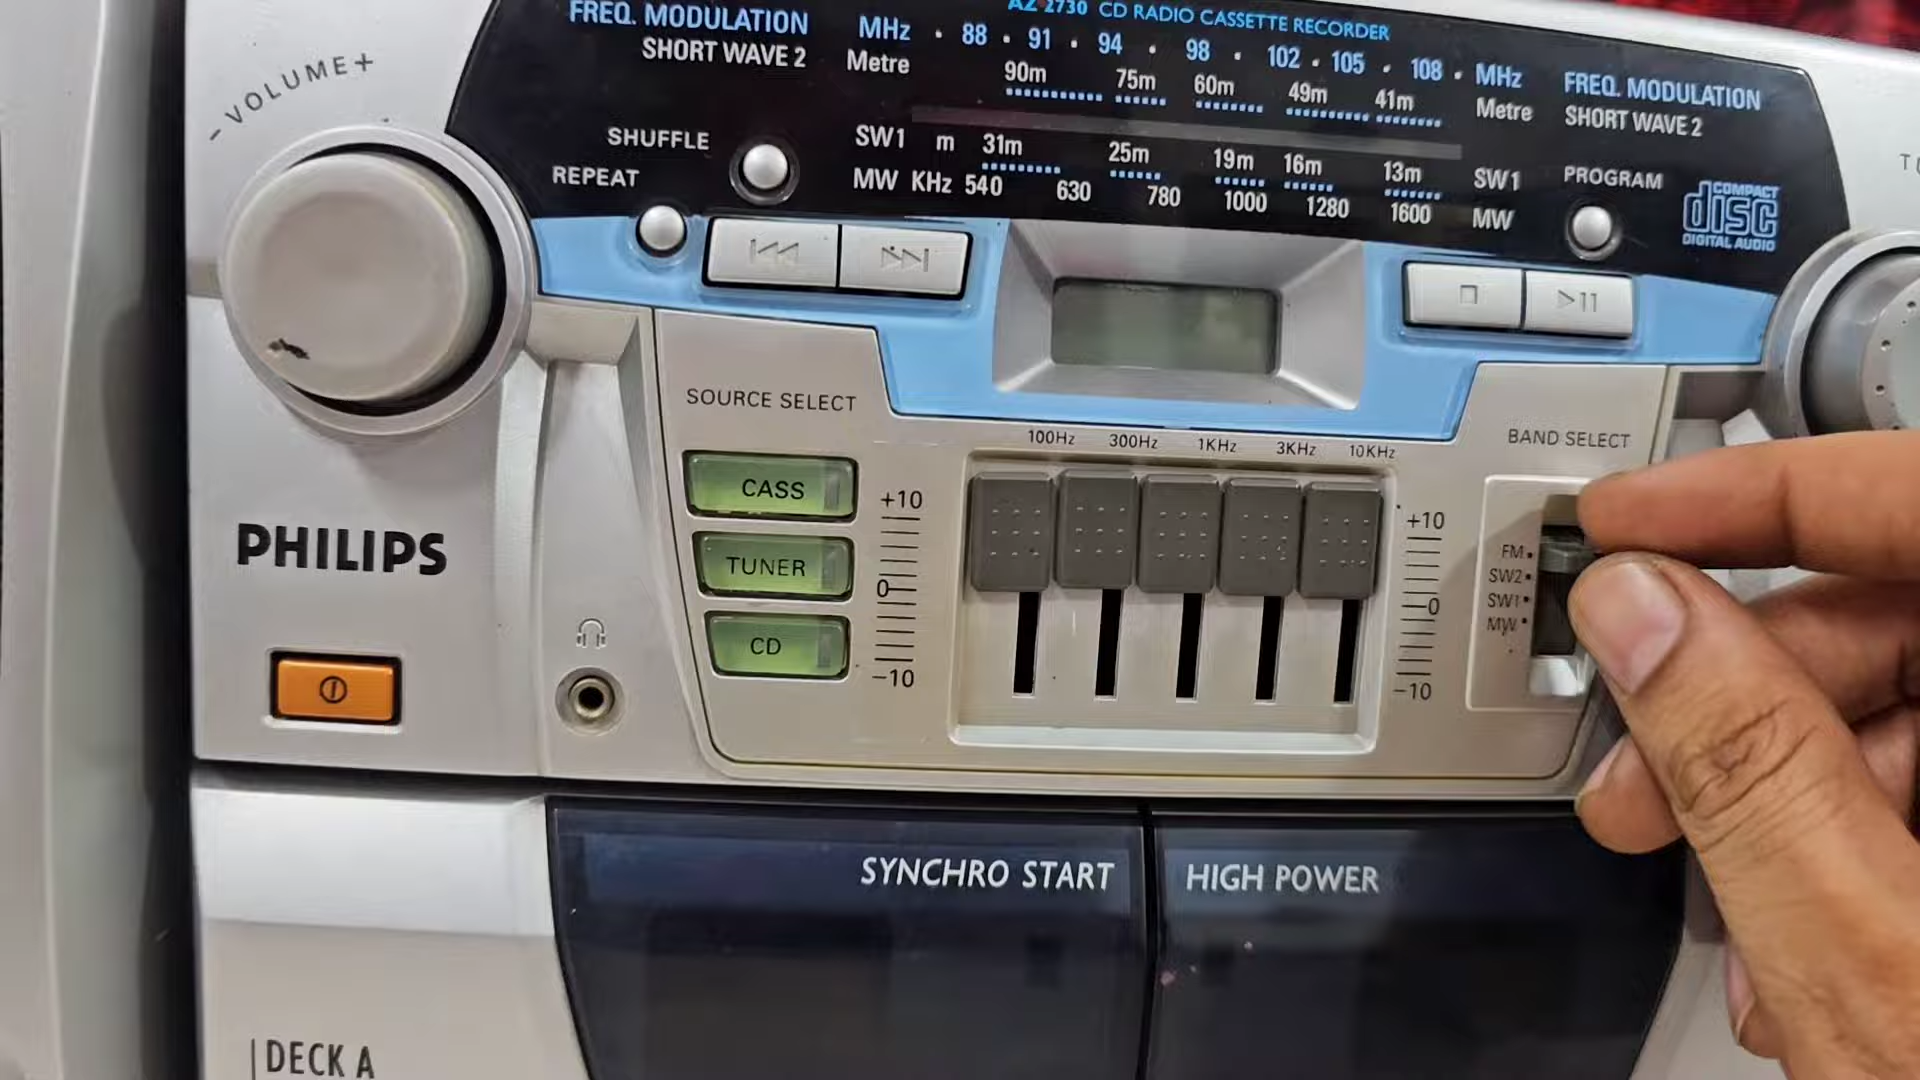 AZ 2730 CD RADIO CASSETTE RECORDER
FREQ. MODULATION MHz · 88 · 91 · 94 · 98 · 102 · 105 · 108 · MHz FREQ. MODULATION
SHORT WAVE 2 Metre 90m 75m 60m 49m 41m Metre SHORT WAVE 2
SW1 m 31m 25m 19m 16m 13m SW1
MW KHz 540 630 780 1000 1280 1600 MW
– VOLUME +
SHUFFLE
REPEAT
PROGRAM
COMPACT
disc
DIGITAL AUDIO
SOURCE SELECT
CASS
TUNER
CD
100Hz 300Hz 1KHz 3KHz 10KHz
+10 +10
0 0
–10 –10
BAND SELECT
FM
SW2
SW1
MW
PHILIPS
SYNCHRO START
HIGH POWER
DECK A